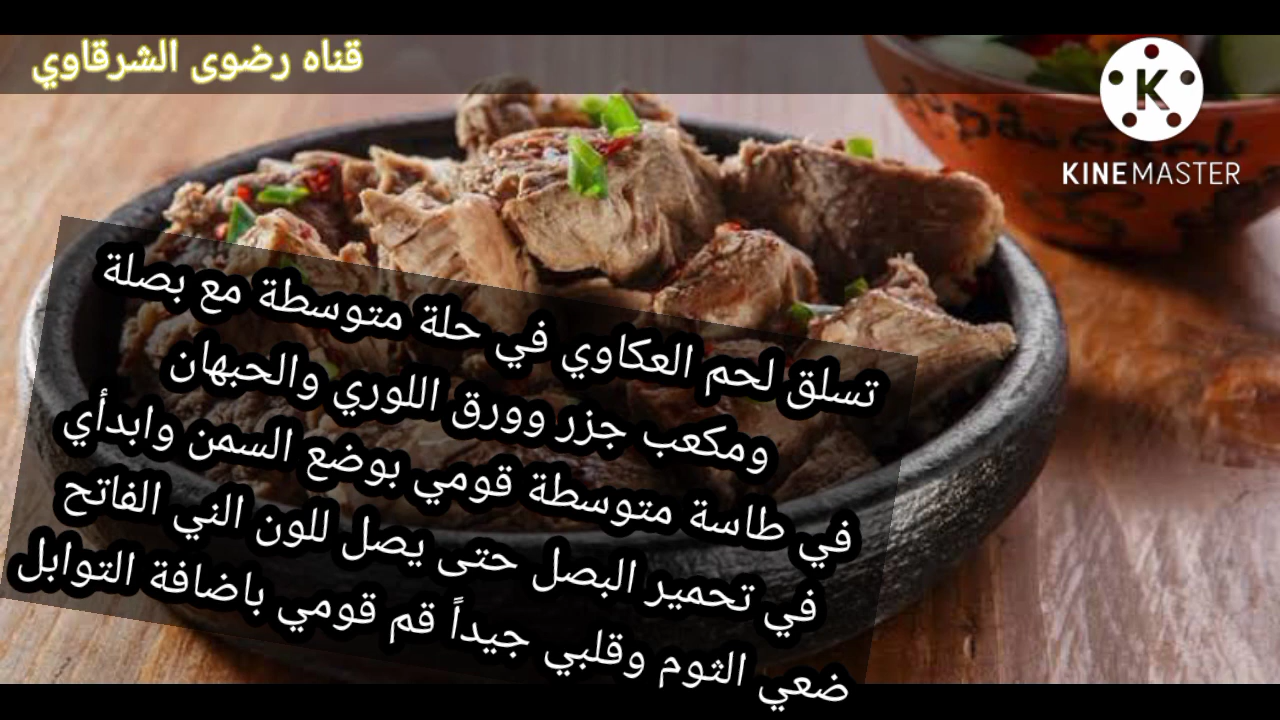 قناه رضوى الشرقاوي
KINEMASTER
تسلق لحم العكاوي في حلة متوسطة مع بصلة
ومكعب جزر وورق اللوري والحبهان
في طاسة متوسطة قومي بوضع السمن وابدأي
في تحمير البصل حتى يصل للون الني الفاتح
ضعي الثوم وقلبي جيداً قم قومي باضافة التوابل